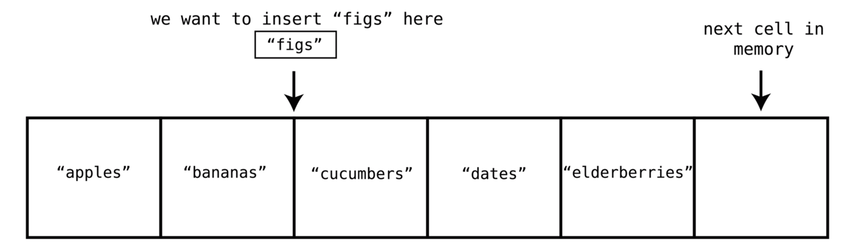 we want to insert “figs” here
“figs”
next cell in
memory
“apples”
“bananas”
“cucumbers”
“dates”
“elderberries”